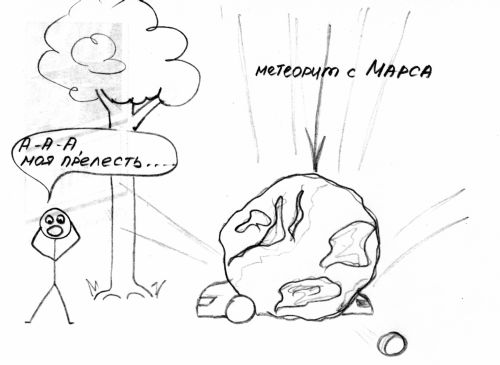 метеорит с Марса
А-А-А,
моя прелесть....